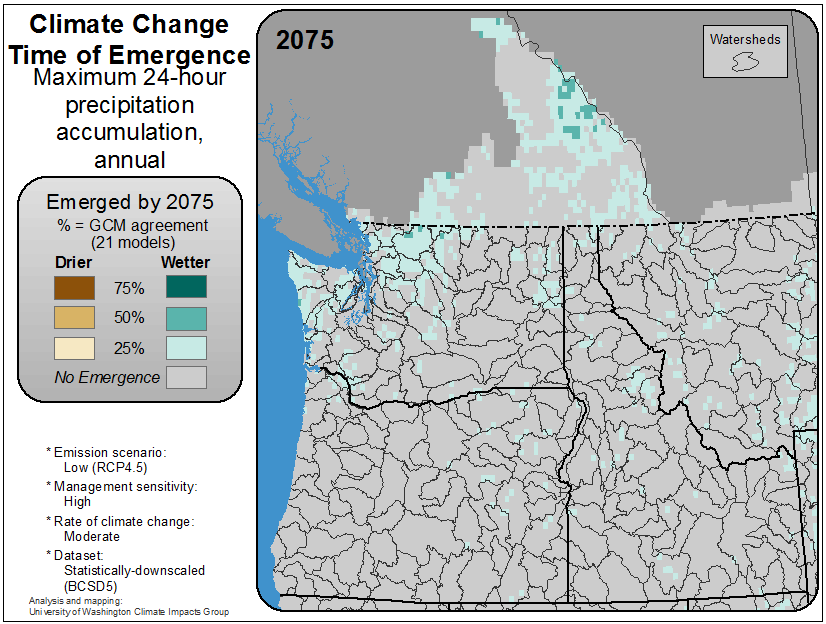 Climate Change
Time of Emergence
Maximum 24-hour
precipitation
accumulation,
annual
Emerged by 2075
% = GCM agreement
(21 models)
Drier Wetter
75%
50%
25%
No Emergence
* Emission scenario:
Low (RCP4.5)
* Management sensitivity:
High
* Rate of climate change:
Moderate
* Dataset:
Statistically-downscaled
(BCSD5)
Analysis and mapping:
University of Washington Climate Impacts Group
2075
Watersheds